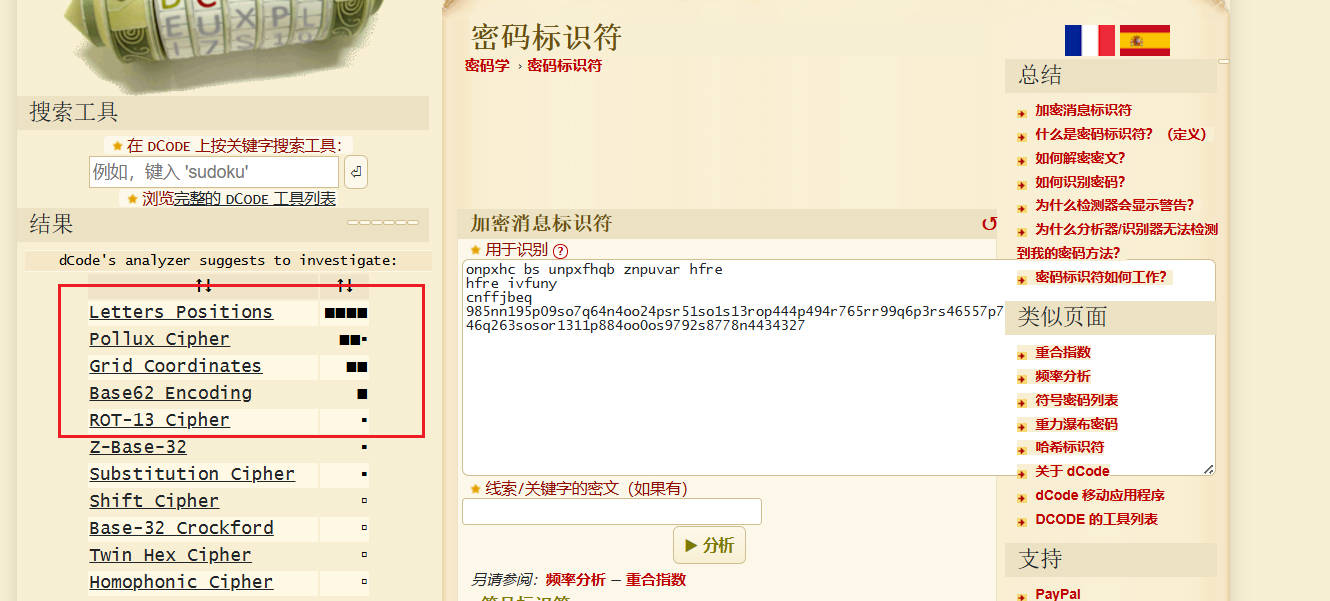 密码标识符
密码学 › 密码标识符
搜索工具
在 DCODE 上按关键字搜索工具：
例如，键入 'sudoku'
浏览完整的 DCODE 工具列表
结果
dCode's analyzer suggests to investigate:
Letters Positions
Pollux Cipher
Grid Coordinates
Base62 Encoding
ROT-13 Cipher
Z-Base-32
Substitution Cipher
Shift Cipher
Base-32 Crockford
Twin Hex Cipher
Homophonic Cipher
加密消息标识符
用于识别 ?
onpxhc bs unpxfhqb znpuvar hfre
hfre ivfuny
cnffjbeq
985nn195p09so7q64n4oo24psr51so1s13rop444p494r765rr99q6p3rs46557p7
46q263sosor1311p884oo0os9792s8778n4434327
线索/关键字的密文（如果有）
▶ 分析
另请参阅：频率分析 — 重合指数
总结
加密消息标识符
什么是密码标识符？（定义）
如何解密密文？
如何识别密码？
为什么检测器会显示警告？
为什么分析器/识别器无法检测
到我的密码方法？
密码标识符如何工作？
类似页面
重合指数
频率分析
符号密码列表
重力瀑布密码
哈希标识符
关于 dCode
dCode 移动应用程序
DCODE 的工具列表
支持
PayPal